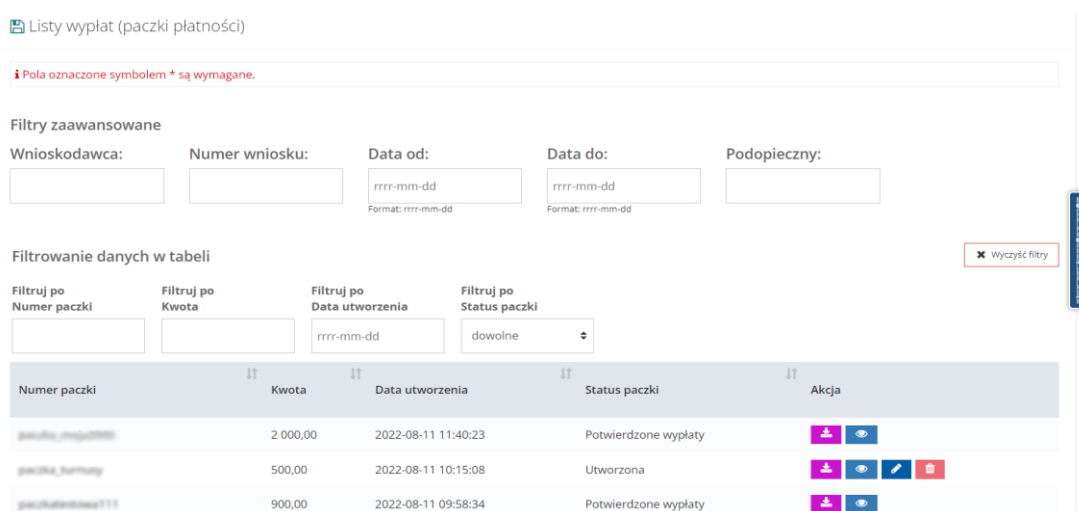 Listy wypłat (paczki płatności)
i Pola oznaczone symbolem * są wymagane.
Filtry zaawansowane
Wnioskodawca: Numer wniosku: Data od: Data do: Podopieczny:
rrrr-mm-dd rrrr-mm-dd
Format: rrrr-mm-dd Format: rrrr-mm-dd
Filtrowanie danych w tabeli
Wyczyść filtry
Filtruj po Filtruj po Filtruj po Filtruj po
Numer paczki Kwota Data utworzenia Status paczki
rrrr-mm-dd dowolne
Numer paczki Kwota Data utworzenia Status paczki Akcja
2 000,00 2022-08-11 11:40:23 Potwierdzone wypłaty
500,00 2022-08-11 10:15:08 Utworzona
900,00 2022-08-11 09:58:34 Potwierdzone wypłaty